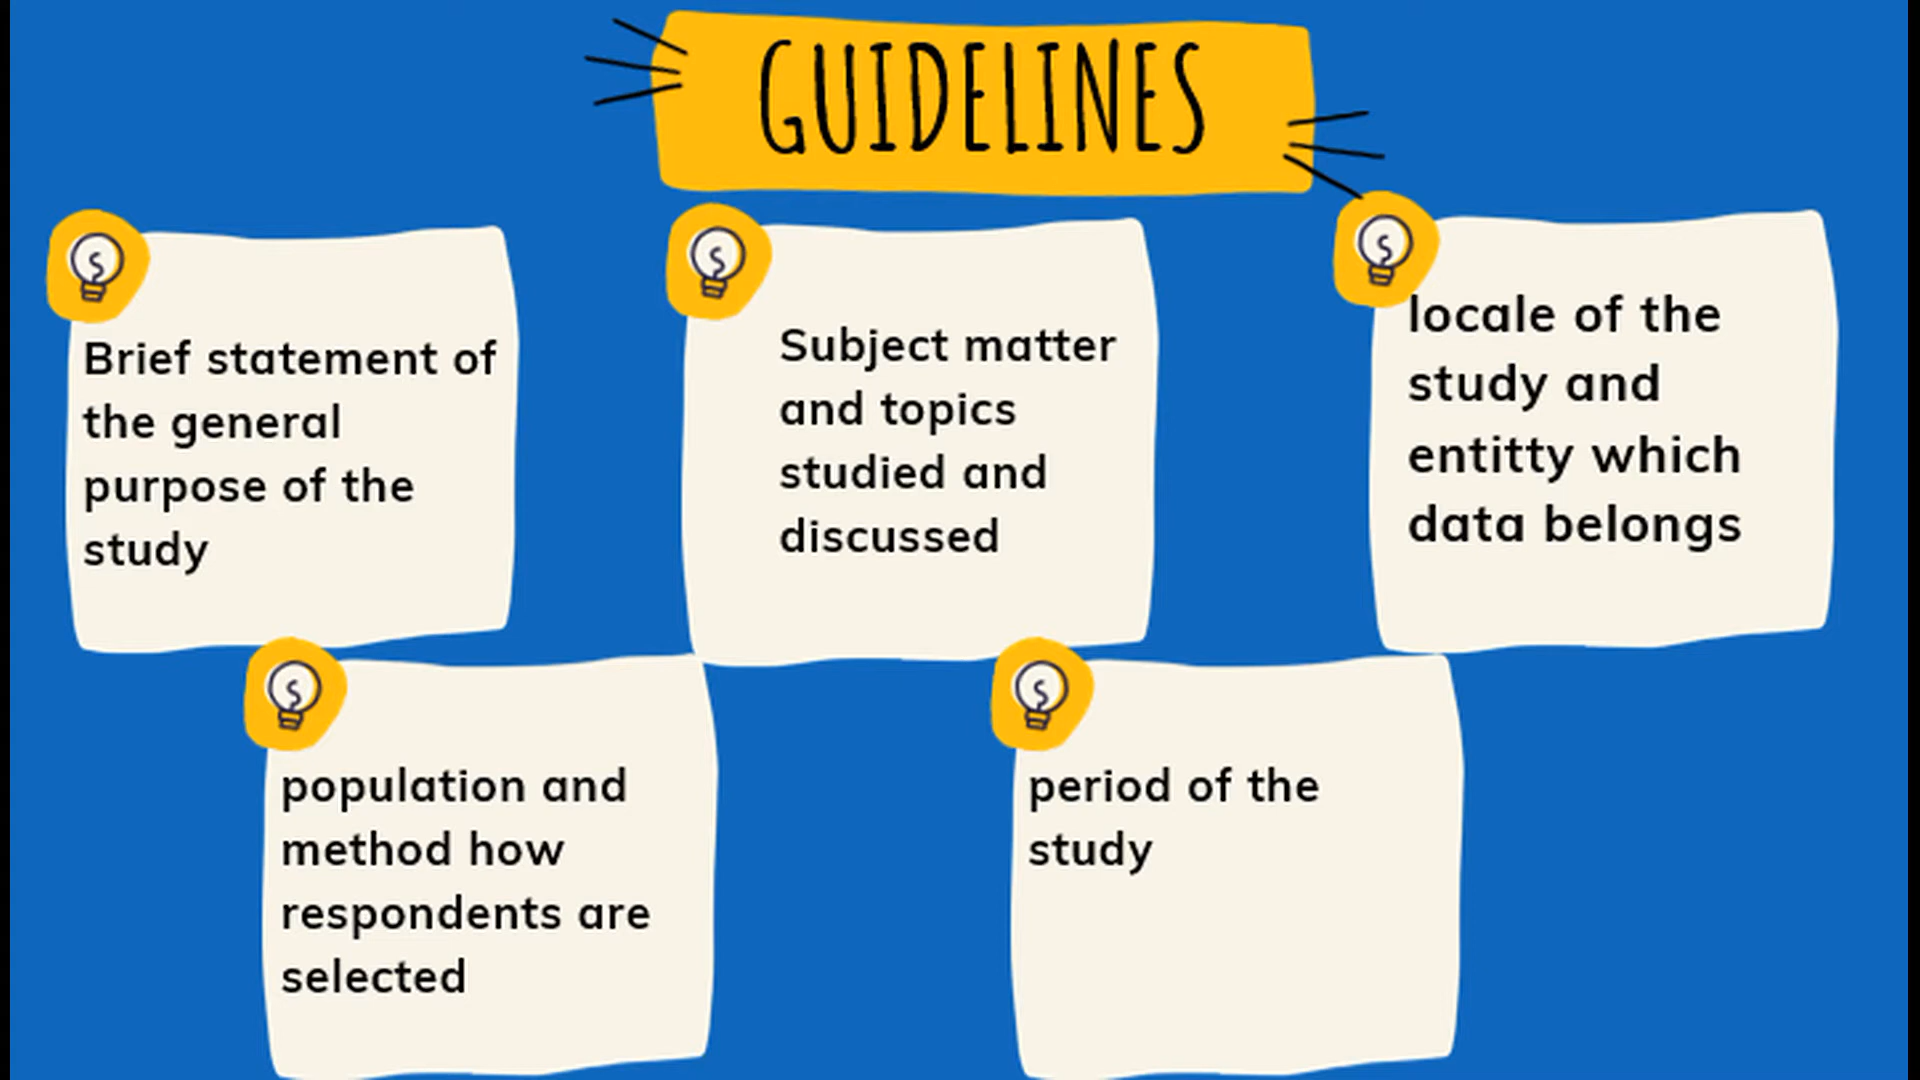 GUIDELINES
Brief statement of
the general
purpose of the
study
Subject matter
and topics
studied and
discussed
locale of the
study and
entitty which
data belongs
population and
method how
respondents are
selected
period of the
study